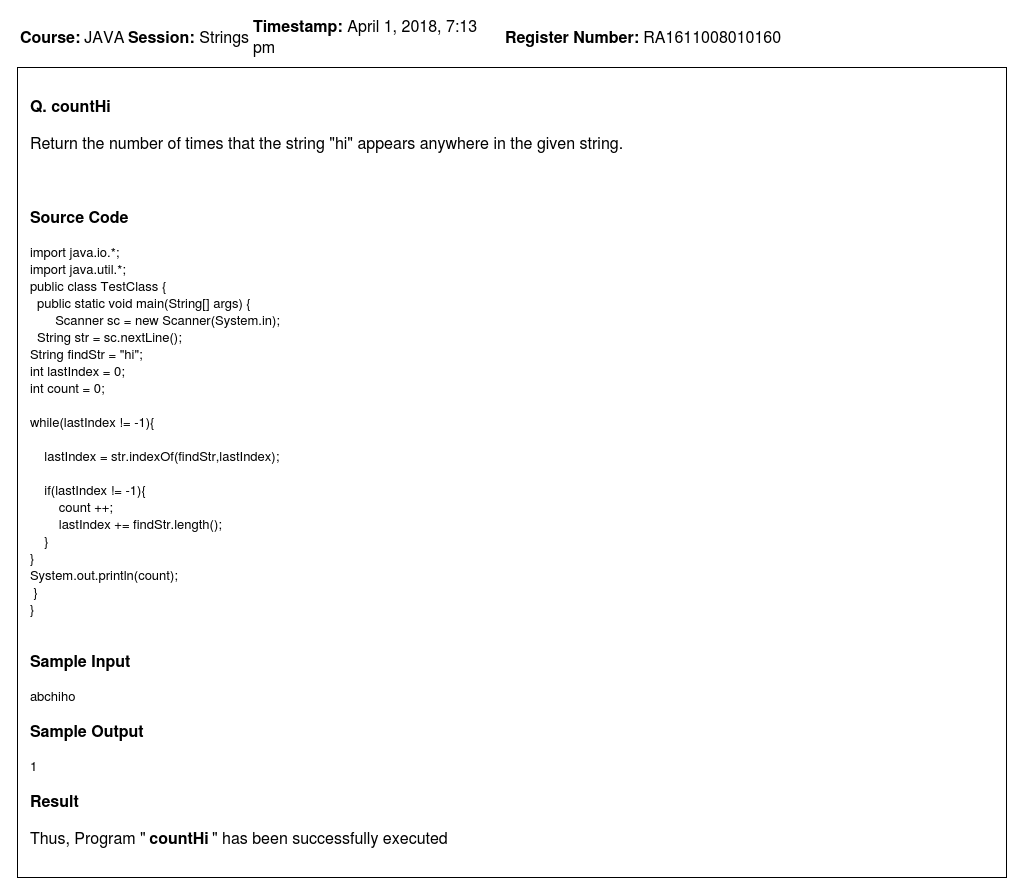 Course: JAVA Session: Strings Timestamp: April 1, 2018, 7:13 pm Register Number: RA1611008010160
Q. countHi
Return the number of times that the string "hi" appears anywhere in the given string.
Source Code
import java.io.*;
import java.util.*;
public class TestClass {
  public static void main(String[] args) {
       Scanner sc = new Scanner(System.in);
  String str = sc.nextLine();
String findStr = "hi";
int lastIndex = 0;
int count = 0;

while(lastIndex != -1){

    lastIndex = str.indexOf(findStr,lastIndex);

    if(lastIndex != -1){
        count ++;
        lastIndex += findStr.length();
    }
}
System.out.println(count);
 }
}
Sample Input
abchiho
Sample Output
1
Result
Thus, Program " countHi " has been successfully executed